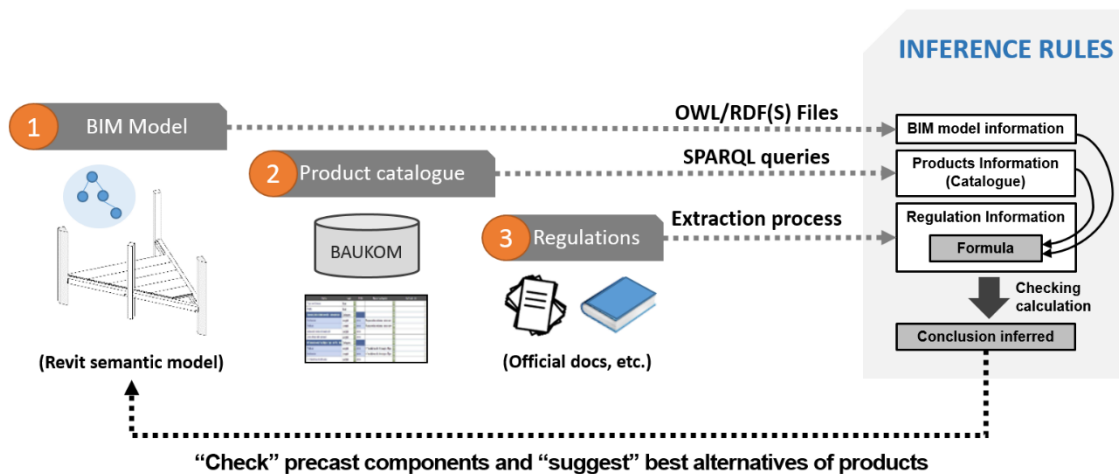 INFERENCE RULES
1
BIM Model
OWL/RDF(S) Files
BIM model information
2
Product catalogue
SPARQL queries
Products Information
(Catalogue)
3
Regulations
Extraction process
Regulation Information
Formula
BAUKOM
Checking
calculation
Conclusion inferred
(Revit semantic model)
(Official docs, etc.)
“Check” precast components and “suggest” best alternatives of products